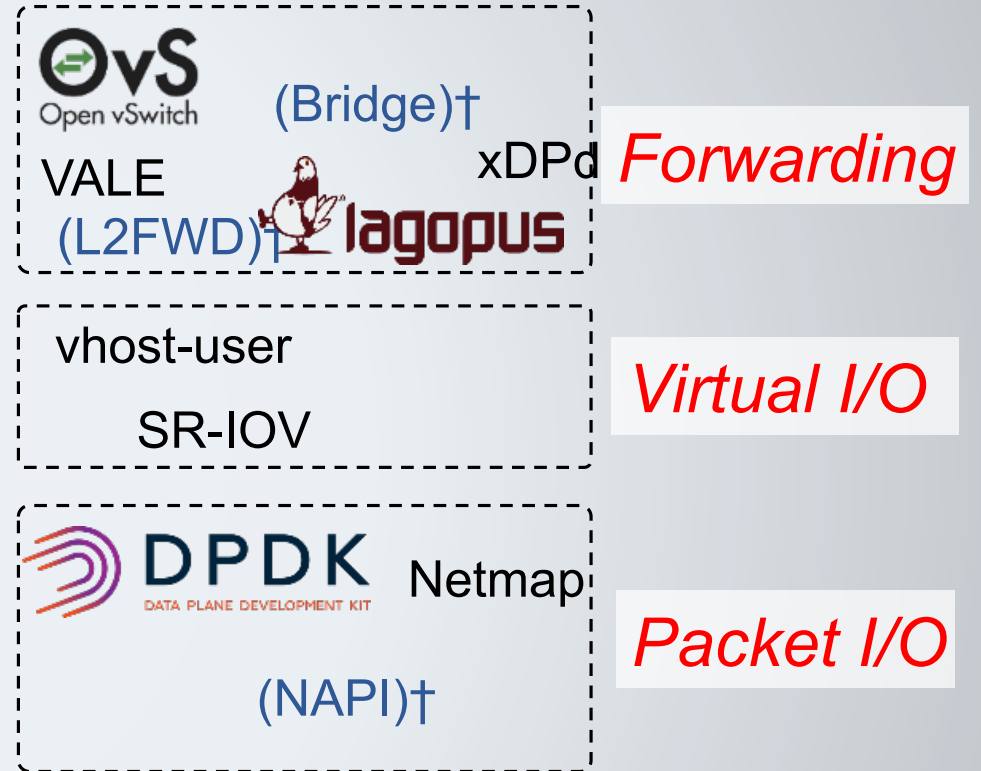 OvS
Open vSwitch
(Bridge)†
VALE
xDPd
(L2FWD)†
lagopus
Forwarding
vhost-user
SR-IOV
Virtual I/O
DPDK
DATA PLANE DEVELOPMENT KIT
Netmap
(NAPI)†
Packet I/O